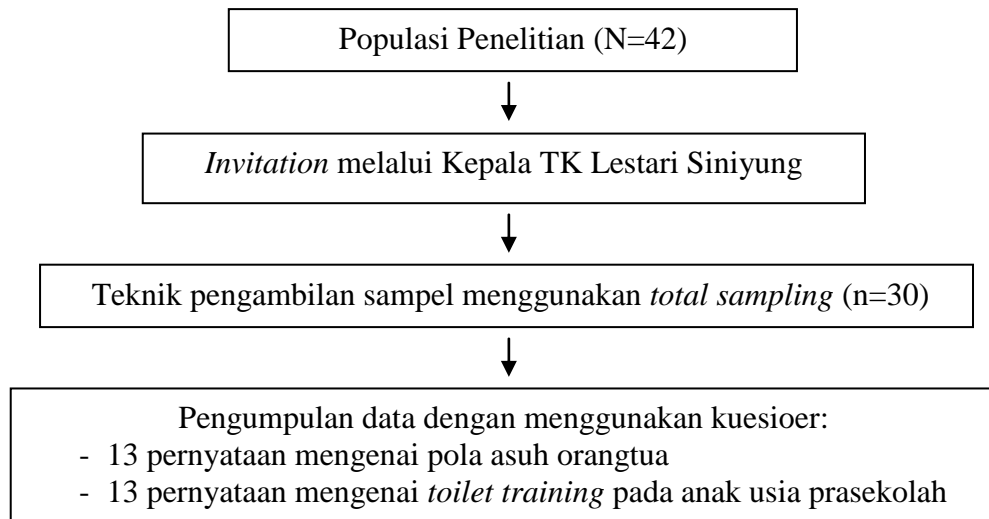 Populasi Penelitian (N=42)
Invitation melalui Kepala TK Lestari Siniyung
Teknik pengambilan sampel menggunakan total sampling (n=30)
Pengumpulan data dengan menggunakan kuesioer:
- 13 pernyataan mengenai pola asuh orangtua
- 13 pernyataan mengenai toilet training pada anak usia prasekolah